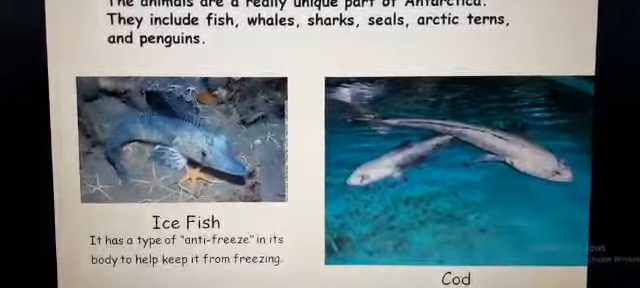 The animals are a really unique part of Antarctica.
They include fish, whales, sharks, seals, arctic terns,
and penguins.
Ice Fish
It has a type of "anti-freeze" in its
body to help keep it from freezing.
Cod